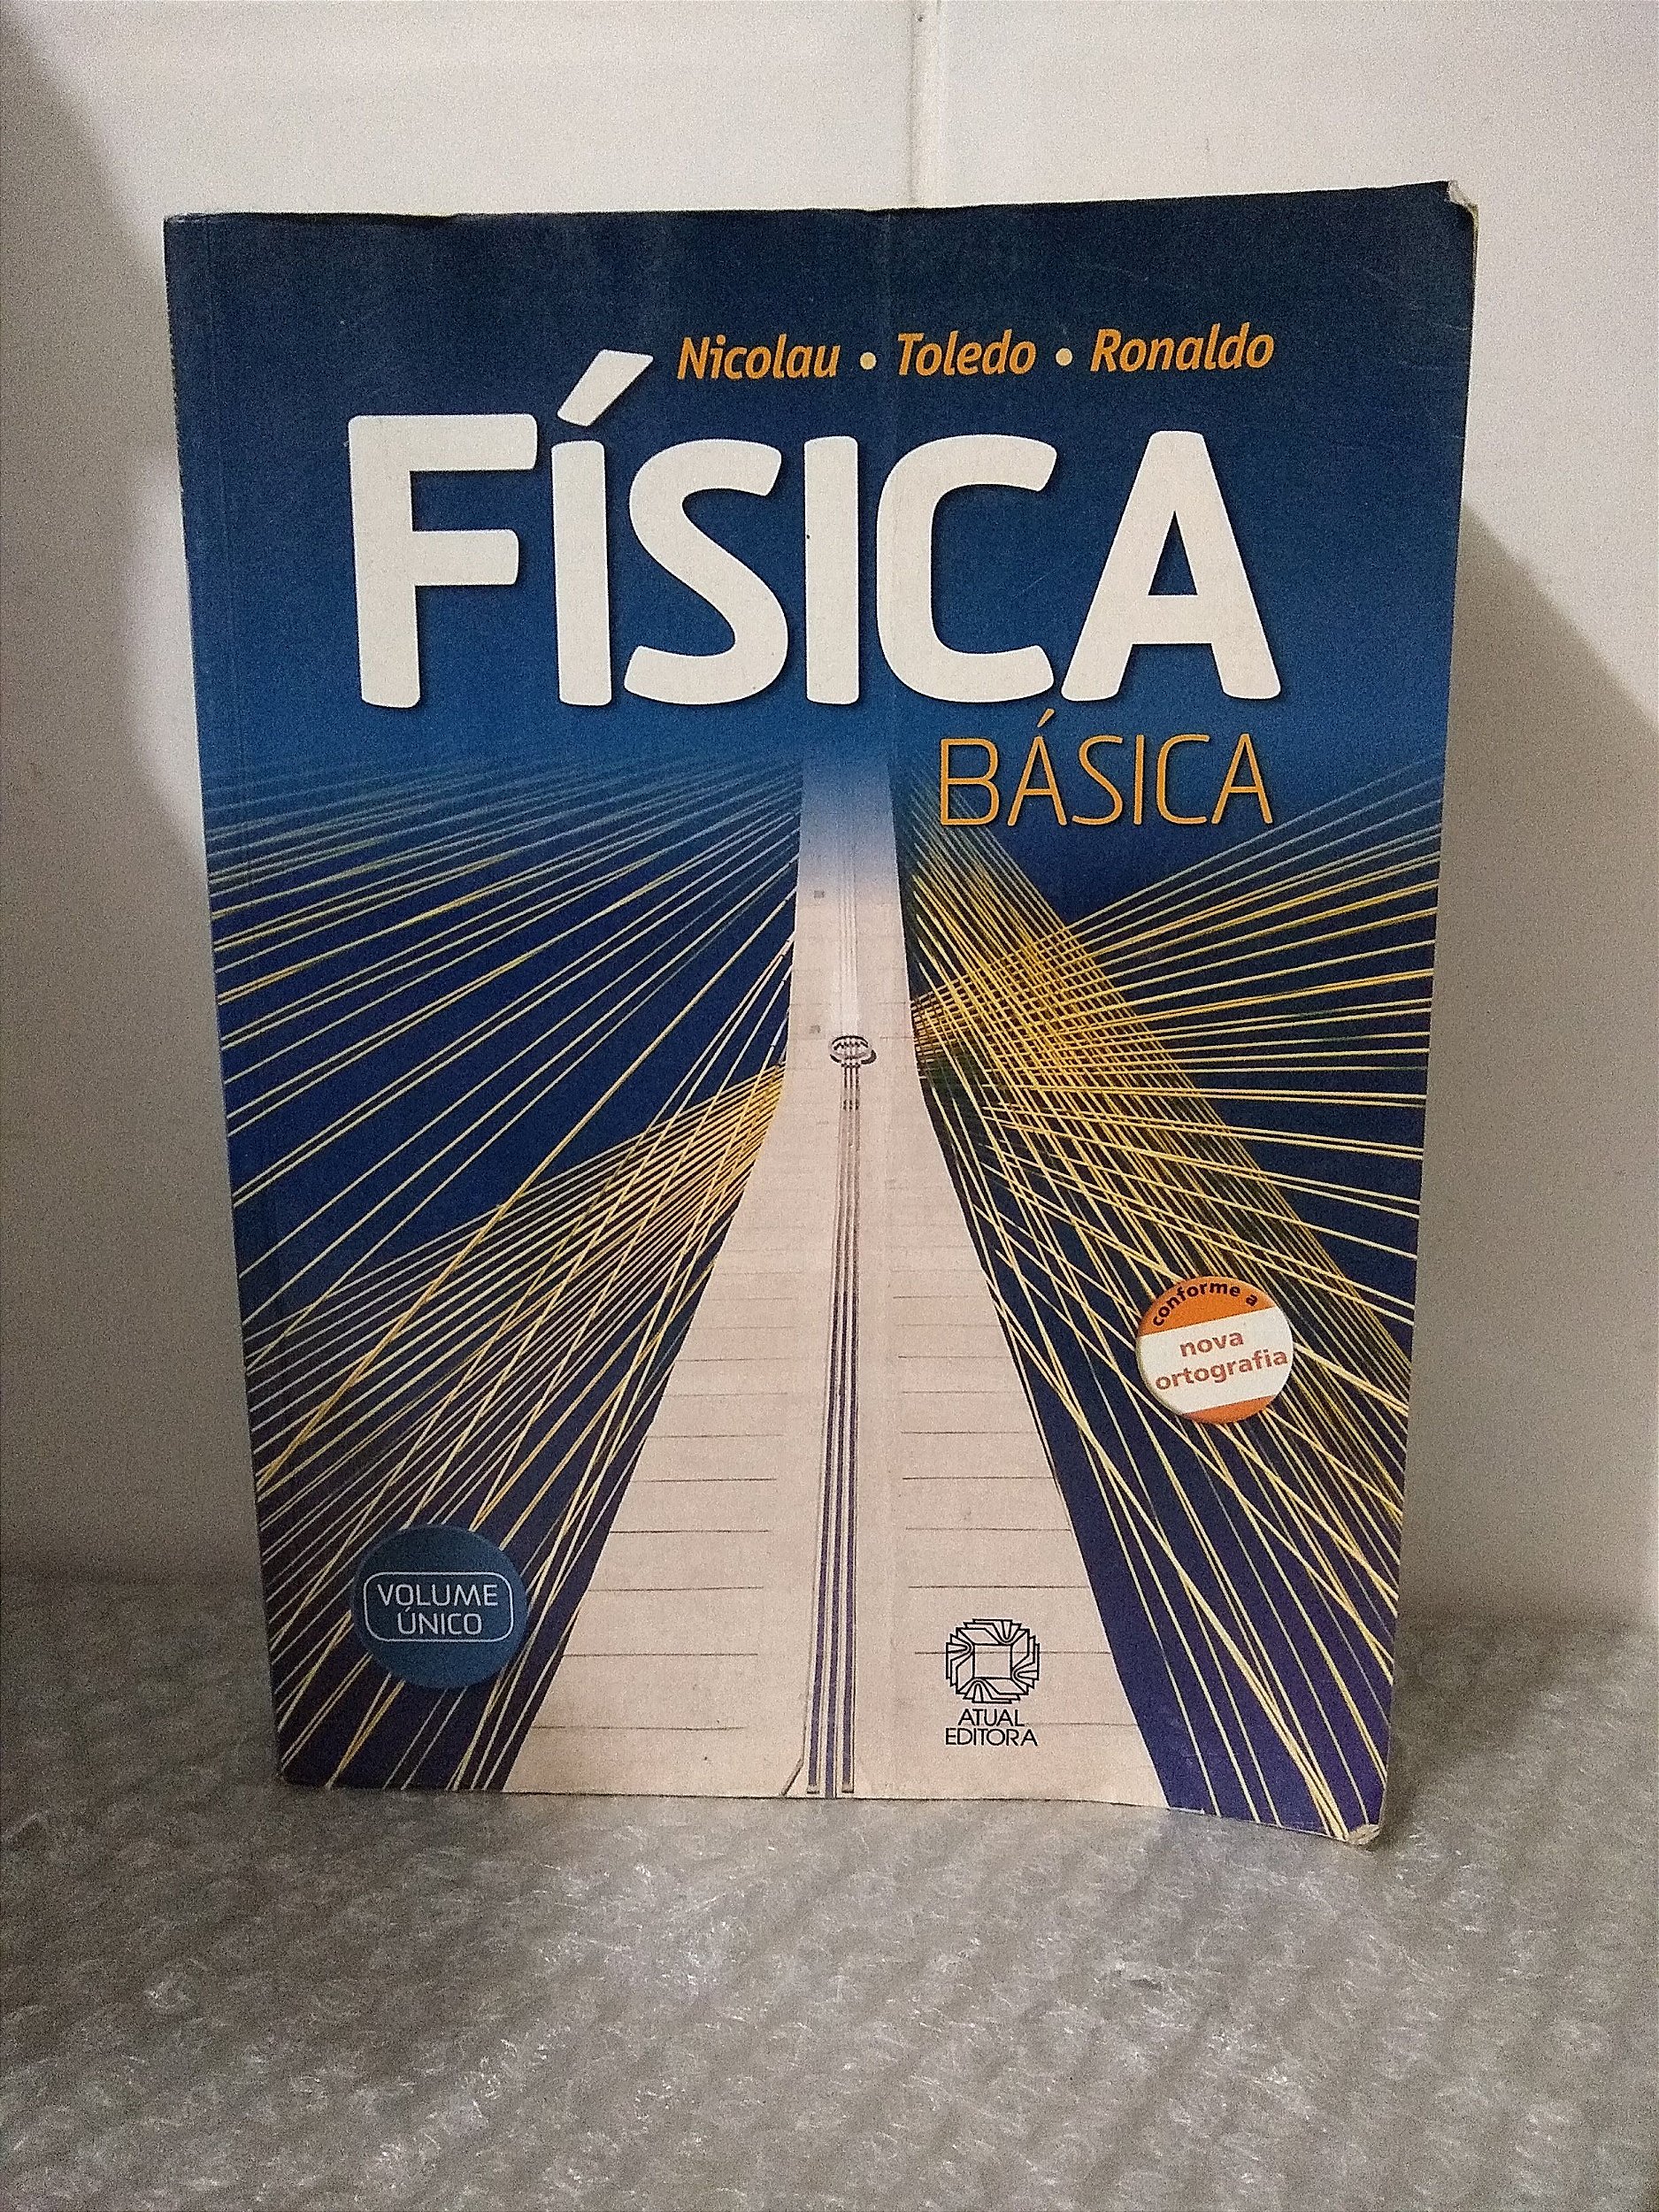 Nicolau • Toledo • Ronaldo
FÍSICA
BÁSICA
conforme a
nova
ortografia
VOLUME
ÚNICO
ATUAL
EDITORA